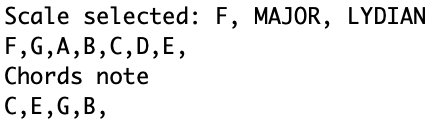 Scale selected: F, MAJOR, LYDIAN
F,G,A,B,C,D,E,
Chords note
C,E,G,B,